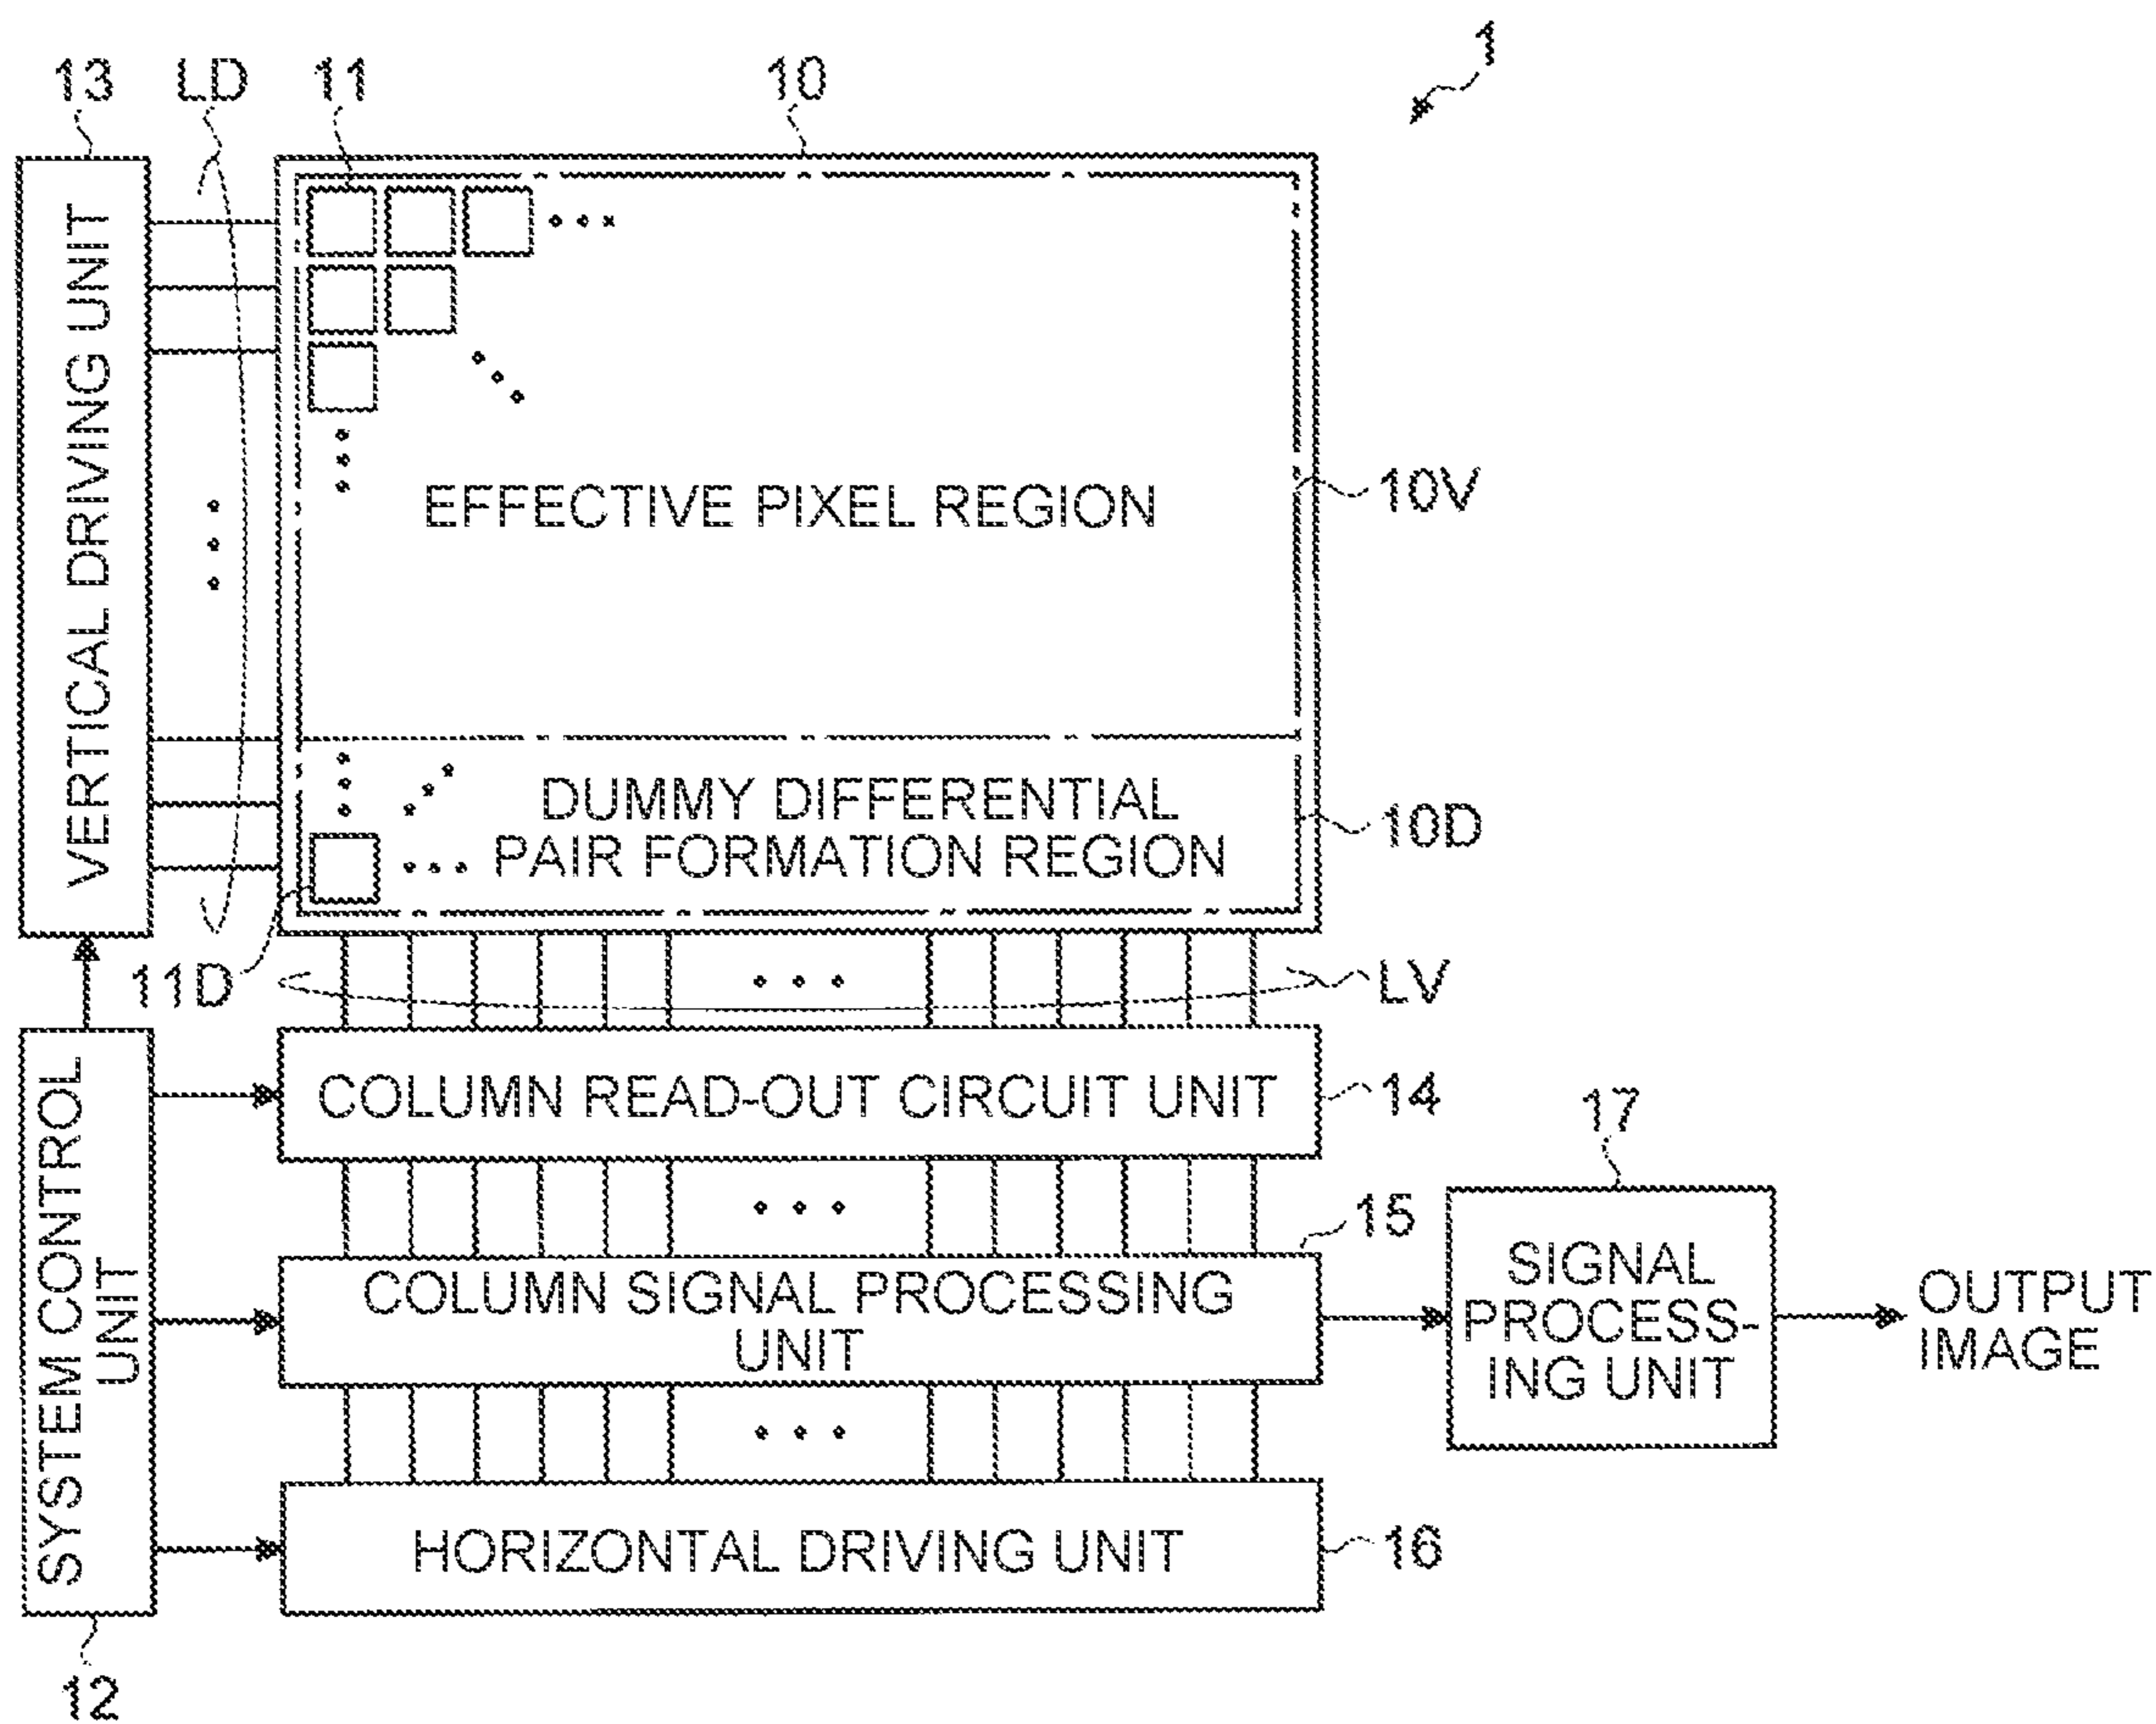 1
13
LD
11
10
VERTICAL DRIVING UNIT
EFFECTIVE PIXEL REGION
10V
DUMMY DIFFERENTIAL
PAIR FORMATION REGION
10D
11D
LV
SYSTEM CONTROL
UNIT
COLUMN READ-OUT CIRCUIT UNIT
14
17
15
COLUMN SIGNAL PROCESSING
UNIT
SIGNAL
PROCESS-
ING UNIT
OUTPUT
IMAGE
HORIZONTAL DRIVING UNIT
16
12